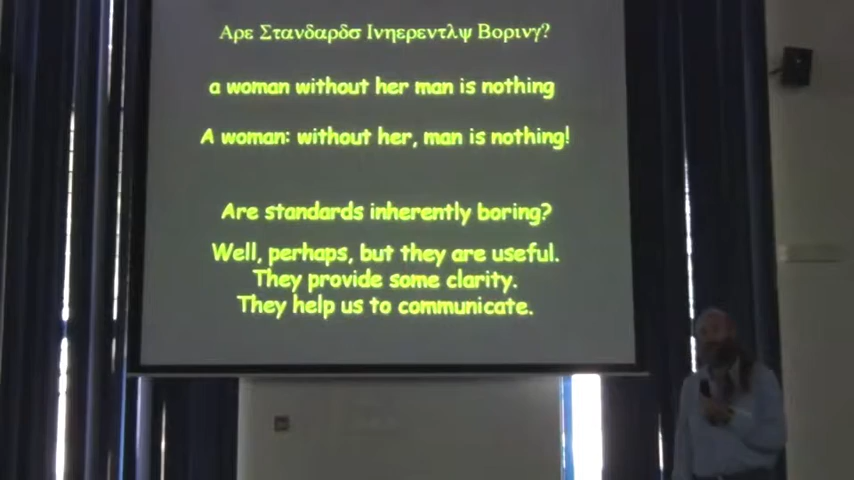 Αρε Στανδαρδσ Ινηερεντλψ Βορινγ?
a woman without her man is nothing
A woman: without her, man is nothing!
Are standards inherently boring?
Well, perhaps, but they are useful.
They provide some clarity.
They help us to communicate.